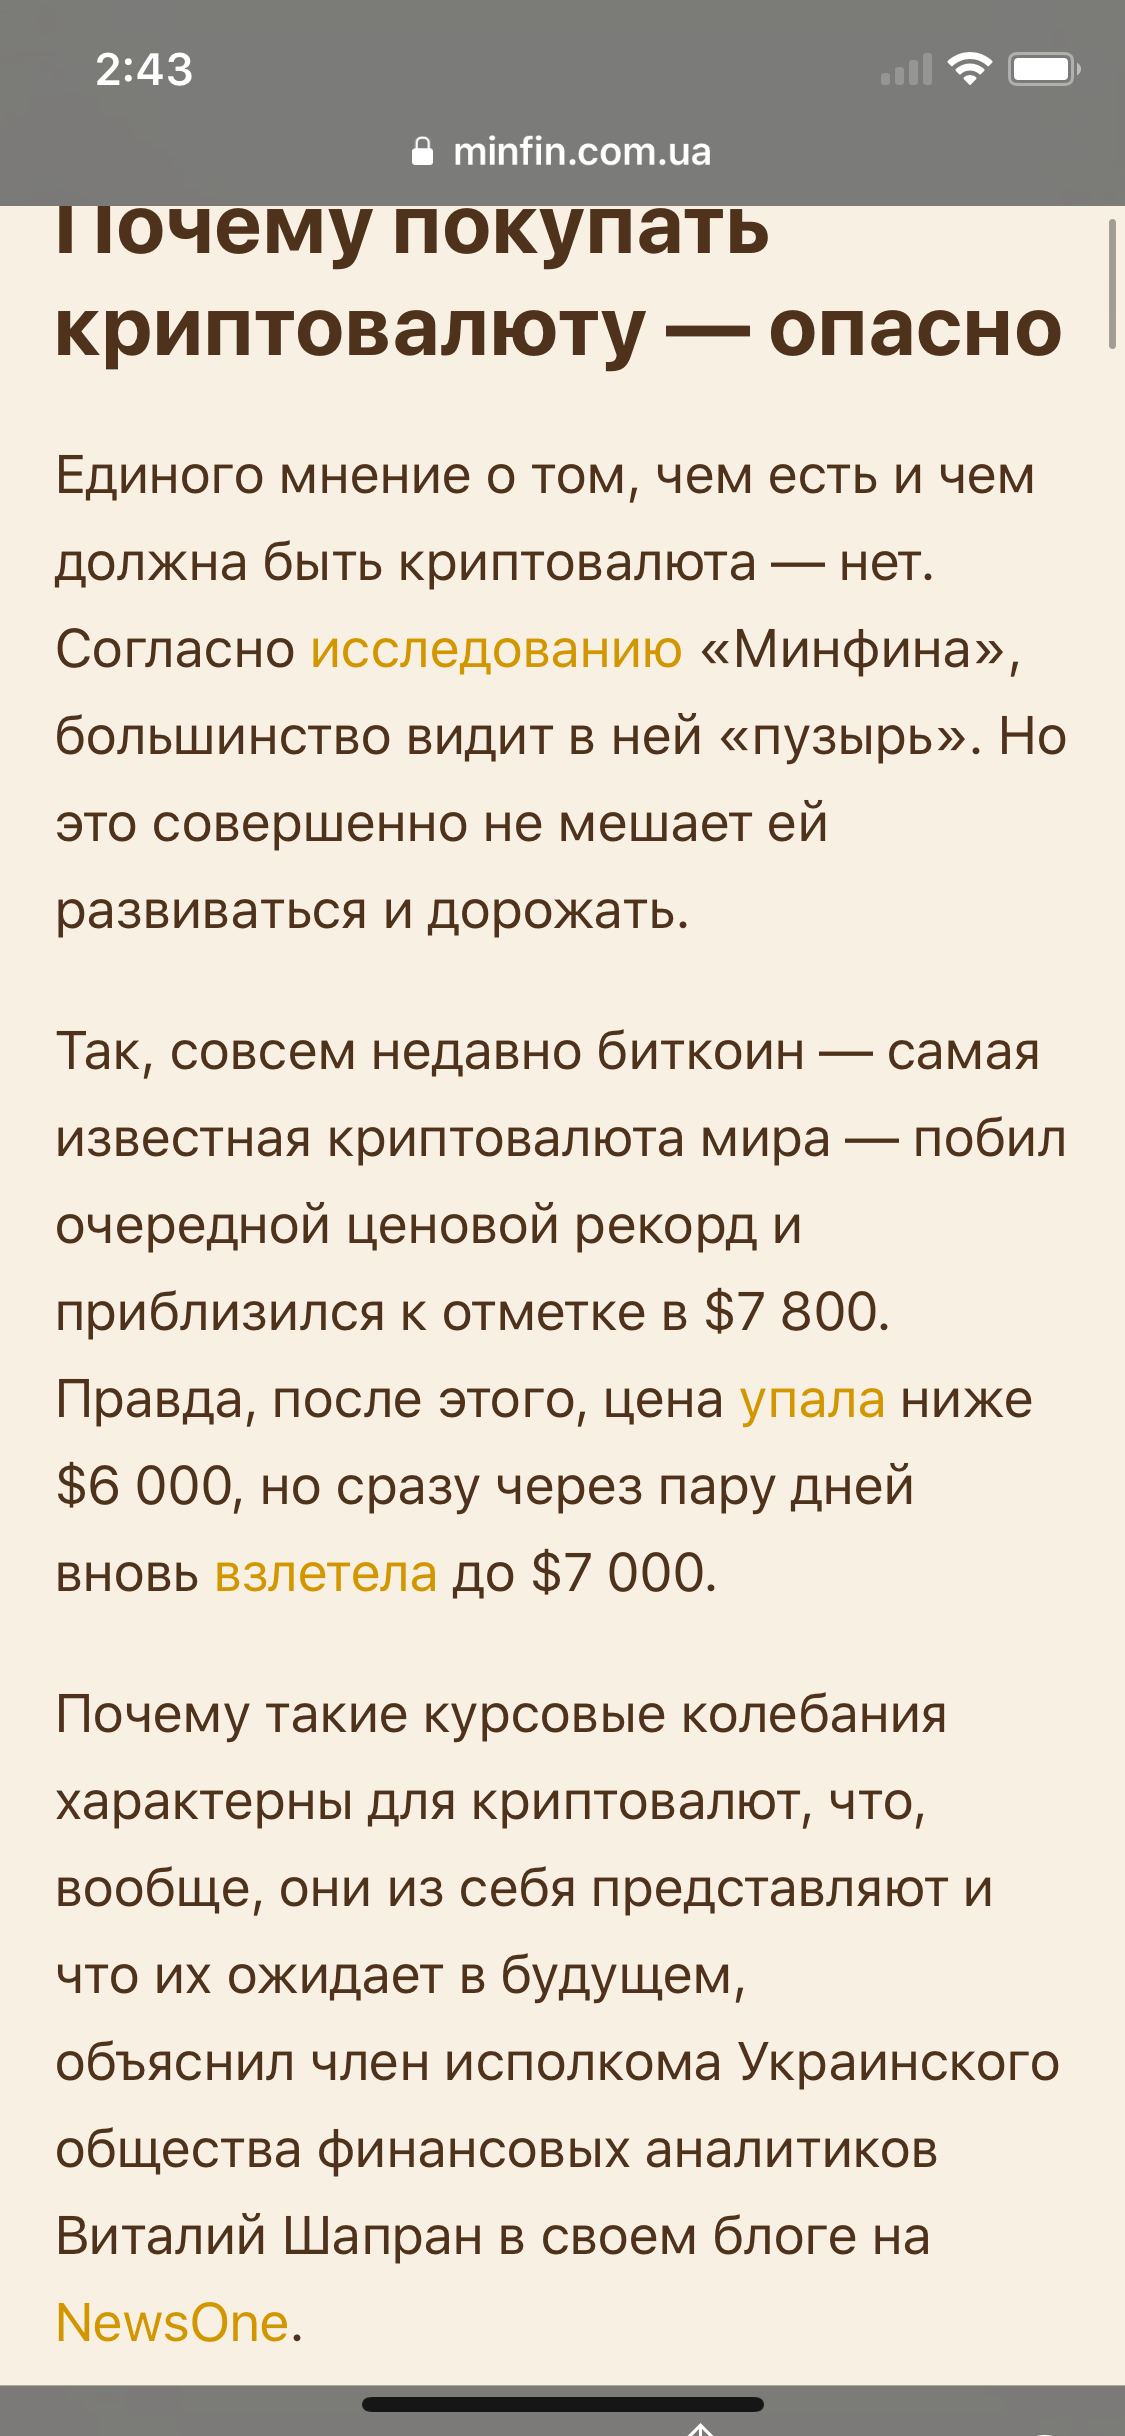 2:43
minfin.com.ua
Почему покупать
криптовалюту — опасно
Единого мнение о том, чем есть и чем
должна быть криптовалюта — нет.
Согласно исследованию «Минфина»,
большинство видит в ней «пузырь». Но
это совершенно не мешает ей
развиваться и дорожать.
Так, совсем недавно биткоин — самая
известная криптовалюта мира — побил
очередной ценовой рекорд и
приблизился к отметке в $7 800.
Правда, после этого, цена упала ниже
$6 000, но сразу через пару дней
вновь взлетела до $7 000.
Почему такие курсовые колебания
характерны для криптовалют, что,
вообще, они из себя представляют и
что их ожидает в будущем,
объяснил член исполкома Украинского
общества финансовых аналитиков
Виталий Шапран в своем блоге на
NewsOne.